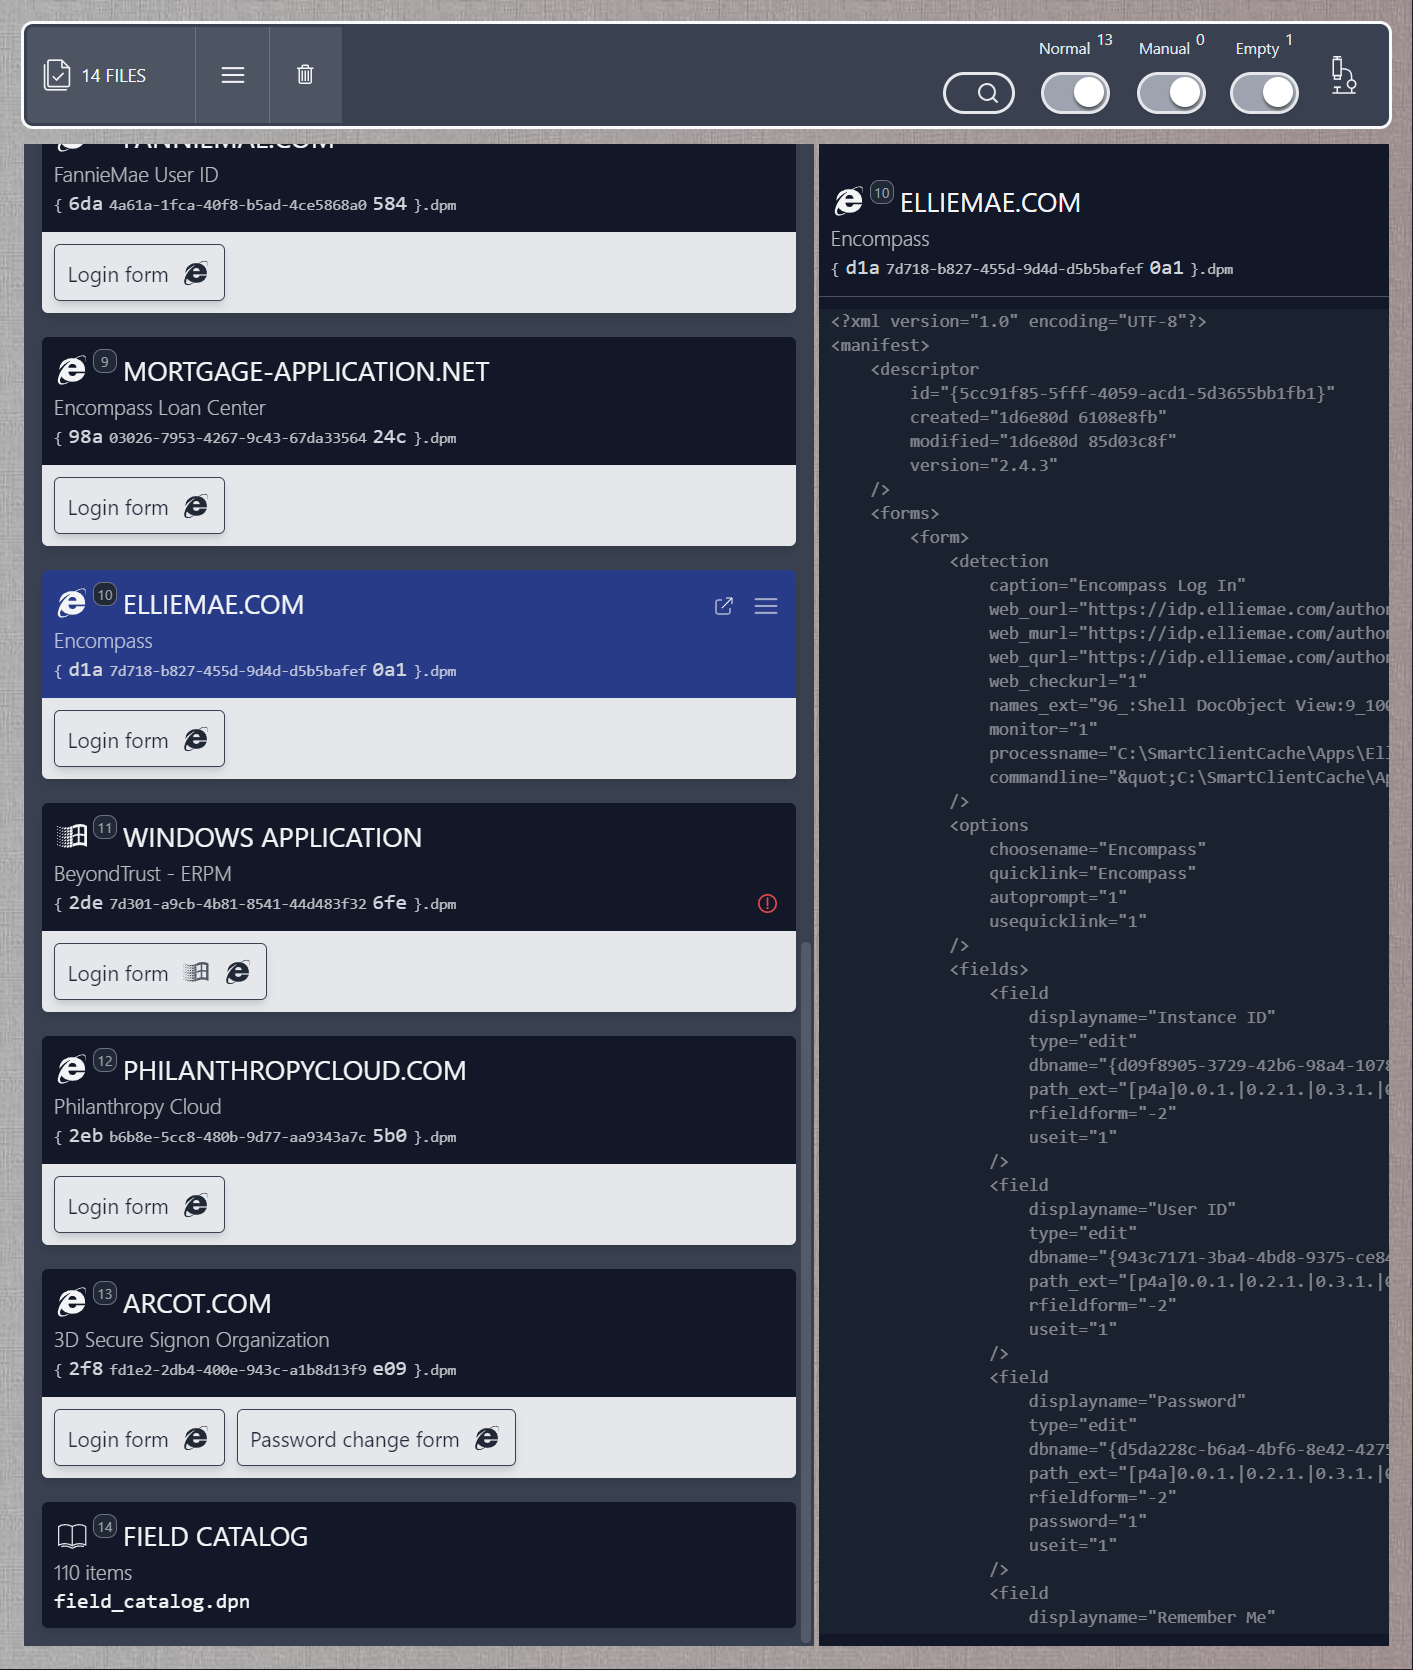 14 FILES
Normal 13
Manual 0
Empty 1
FANNIEMAE.COM
FannieMae User ID
{ 6da 4a61a-1fca-40f8-b5ad-4ce5868a0 584 }.dpm
Login form
9 MORTGAGE-APPLICATION.NET
Encompass Loan Center
{ 98a 03026-7953-4267-9c43-67da33564 24c }.dpm
Login form
10 ELLIEMAE.COM
Encompass
{ d1a 7d718-b827-455d-9d4d-d5b5bafef 0a1 }.dpm
Login form
11 WINDOWS APPLICATION
BeyondTrust - ERPM
{ 2de 7d301-a9cb-4b81-8541-44d483f32 6fe }.dpm
Login form
12 PHILANTHROPYCLOUD.COM
Philanthropy Cloud
{ 2eb b6b8e-5cc8-480b-9d77-aa9343a7c 5b0 }.dpm
Login form
13 ARCOT.COM
3D Secure Signon Organization
{ 2f8 fd1e2-2db4-400e-943c-a1b8d13f9 e09 }.dpm
Login form
Password change form
14 FIELD CATALOG
110 items
field_catalog.dpn
10 ELLIEMAE.COM
Encompass
{ d1a 7d718-b827-455d-9d4d-d5b5bafef 0a1 }.dpm
<?xml version="1.0" encoding="UTF-8"?>
<manifest>
<descriptor
id="{5cc91f85-5fff-4059-acd1-5d3655bb1fb1}"
created="1d6e80d 6108e8fb"
modified="1d6e80d 85d03c8f"
version="2.4.3"
/>
<forms>
<form>
<detection
caption="Encompass Log In"
web_ourl="https://idp.elliemae.com/author
web_murl="https://idp.elliemae.com/author
web_qurl="https://idp.elliemae.com/author
web_checkurl="1"
names_ext="96_:Shell DocObject View:9_100
monitor="1"
processname="C:\SmartClientCache\Apps\Ell
commandline="&quot;C:\SmartClientCache\Ap
/>
<options
choosename="Encompass"
quicklink="Encompass"
autoprompt="1"
usequicklink="1"
/>
<fields>
<field
displayname="Instance ID"
type="edit"
dbname="{d09f8905-3729-42b6-98a4-1078
path_ext="[p4a]0.0.1.|0.2.1.|0.3.1.|0
rfieldform="-2"
useit="1"
/>
<field
displayname="User ID"
type="edit"
dbname="{943c7171-3ba4-4bd8-9375-ce84
path_ext="[p4a]0.0.1.|0.2.1.|0.3.1.|0
rfieldform="-2"
useit="1"
/>
<field
displayname="Password"
type="edit"
dbname="{d5da228c-b6a4-4bf6-8e42-4275
path_ext="[p4a]0.0.1.|0.2.1.|0.3.1.|0
rfieldform="-2"
password="1"
useit="1"
/>
<field
displayname="Remember Me"